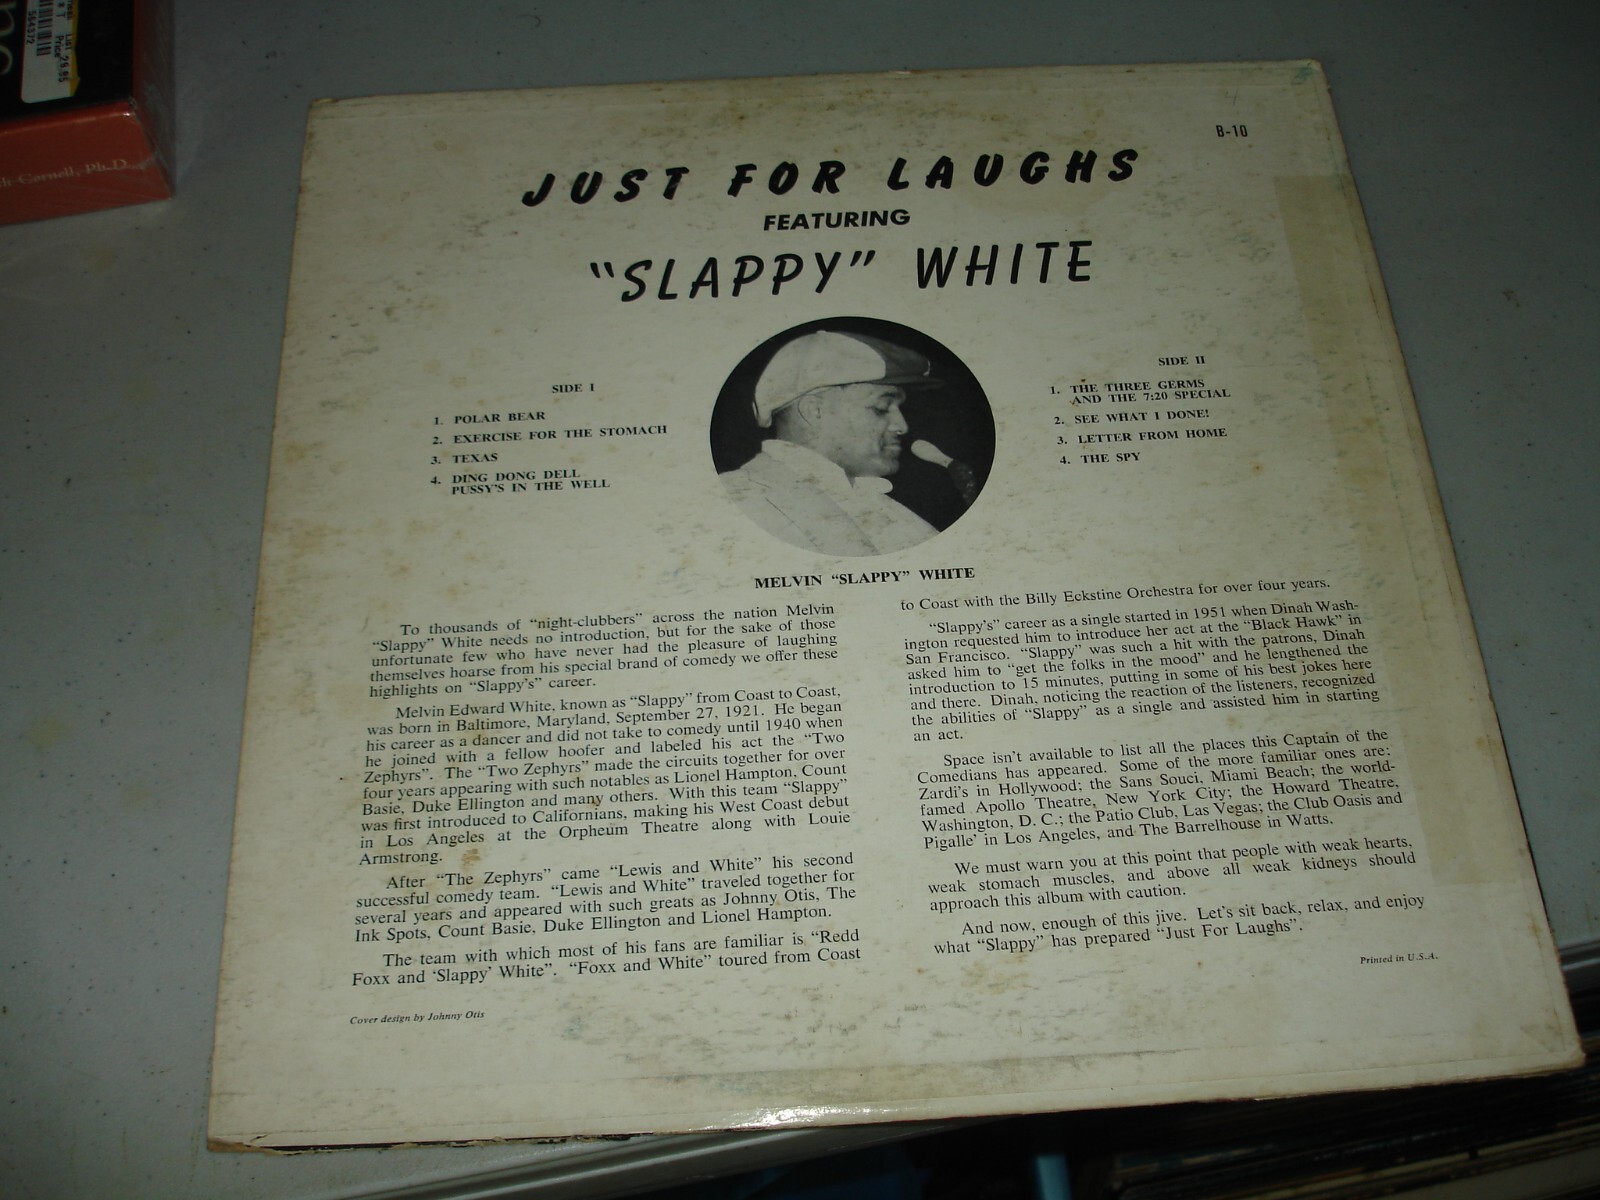 List 29.95
Price
564372
Cornell, Ph.D.
B-10
JUST FOR LAUGHS
FEATURING
“SLAPPY” WHITE
SIDE I
1. POLAR BEAR
2. EXERCISE FOR THE STOMACH
3. TEXAS
4. DING DONG DELL
PUSSY'S IN THE WELL
SIDE II
1. THE THREE GERMS
AND THE 7:20 SPECIAL
2. SEE WHAT I DONE!
3. LETTER FROM HOME
4. THE SPY
MELVIN “SLAPPY” WHITE
To thousands of “night-clubbers” across the nation Melvin
“Slappy” White needs no introduction, but for the sake of those
unfortunate few who have never had the pleasure of laughing
themselves hoarse from his special brand of comedy we offer these
highlights on “Slappy's” career.
Melvin Edward White, known as “Slappy” from Coast to Coast,
was born in Baltimore, Maryland, September 27, 1921. He began
his career as a dancer and did not take to comedy until 1940 when
he joined with a fellow hoofer and labeled his act the “Two
Zephyrs”. The “Two Zephyrs” made the circuits together for over
four years appearing with such notables as Lionel Hampton, Count
Basie, Duke Ellington and many others. With this team “Slappy”
was first introduced to Californians, making his West Coast debut
in Los Angeles at the Orpheum Theatre along with Louie
Armstrong.
After “The Zephyrs” came “Lewis and White” his second
successful comedy team. “Lewis and White” traveled together for
several years and appeared with such greats as Johnny Otis, The
Ink Spots, Count Basie, Duke Ellington and Lionel Hampton.
The team with which most of his fans are familiar is “Redd
Foxx and ‘Slappy’ White”. “Foxx and White” toured from Coast
to Coast with the Billy Eckstine Orchestra for over four years.
“Slappy's” career as a single started in 1951 when Dinah Wash-
ington requested him to introduce her act at the “Black Hawk” in
San Francisco. “Slappy” was such a hit with the patrons, Dinah
asked him to “get the folks in the mood” and he lengthened the
introduction to 15 minutes, putting in some of his best jokes here
and there. Dinah, noticing the reaction of the listeners, recognized
the abilities of “Slappy” as a single and assisted him in starting
an act.
Space isn't available to list all the places this Captain of the
Comedians has appeared. Some of the more familiar ones are:
Zardi's in Hollywood; the Sans Souci, Miami Beach; the world-
famed Apollo Theatre, New York City; the Howard Theatre,
Washington, D. C.; the Patio Club, Las Vegas; the Club Oasis and
Pigalle' in Los Angeles, and The Barrelhouse in Watts.
We must warn you at this point that people with weak hearts,
weak stomach muscles, and above all weak kidneys should
approach this album with caution.
And now, enough of this jive. Let's sit back, relax, and enjoy
what “Slappy” has prepared “Just For Laughs”.
Printed in U.S.A.
Cover design by Johnny Otis